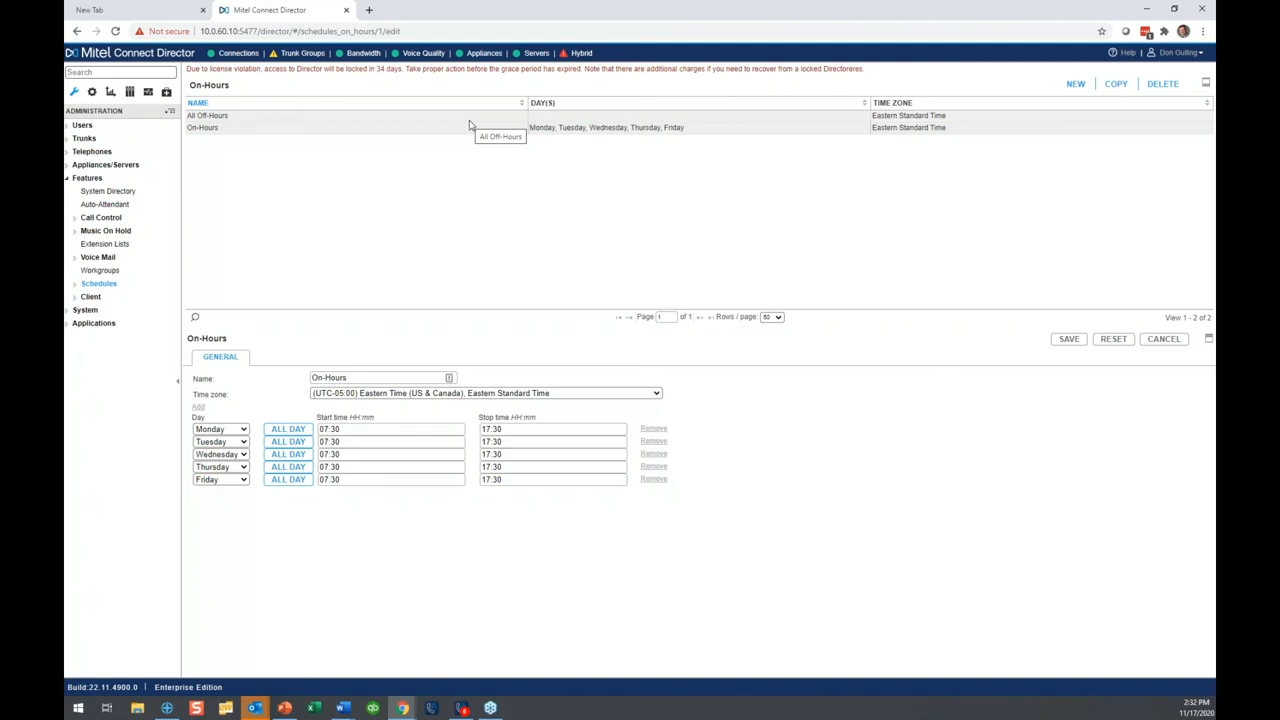 New Tab
Mitel Connect Director
Not secure
10.0.60.10:5477/director/#/schedules_on_hours/1/edit
Mitel Connect Director
Connections
Trunk Groups
Bandwidth
Voice Quality
Appliances
Servers
Hybrid
Help
Don Gulling
Search
Due to license violation, access to Director will be locked in 34 days. Take proper action before the grace period has expired. Note that there are additional charges if you need to recover from a locked Directoreres.
On-Hours
NEW
COPY
DELETE
NAME
DAY(S)
TIME ZONE
All Off-Hours
Eastern Standard Time
On-Hours
Monday, Tuesday, Wednesday, Thursday, Friday
Eastern Standard Time
All Off-Hours
ADMINISTRATION
Users
Trunks
Telephones
Appliances/Servers
Features
System Directory
Auto-Attendant
Call Control
Music On Hold
Extension Lists
Voice Mail
Workgroups
Schedules
Client
System
Applications
Page 1 of 1
Rows / page: 50
View 1 - 2 of 2
On-Hours
SAVE
RESET
CANCEL
GENERAL
Name:
On-Hours
Time zone:
(UTC-05:00) Eastern Time (US & Canada), Eastern Standard Time
Add
Day
Start time HH:mm
Stop time HH:mm
Monday ALL DAY 07:30 17:30 Remove
Tuesday ALL DAY 07:30 17:30 Remove
Wednesday ALL DAY 07:30 17:30 Remove
Thursday ALL DAY 07:30 17:30 Remove
Friday ALL DAY 07:30 17:30 Remove
Build:22.11.4900.0
Enterprise Edition
2:32 PM
11/17/2020